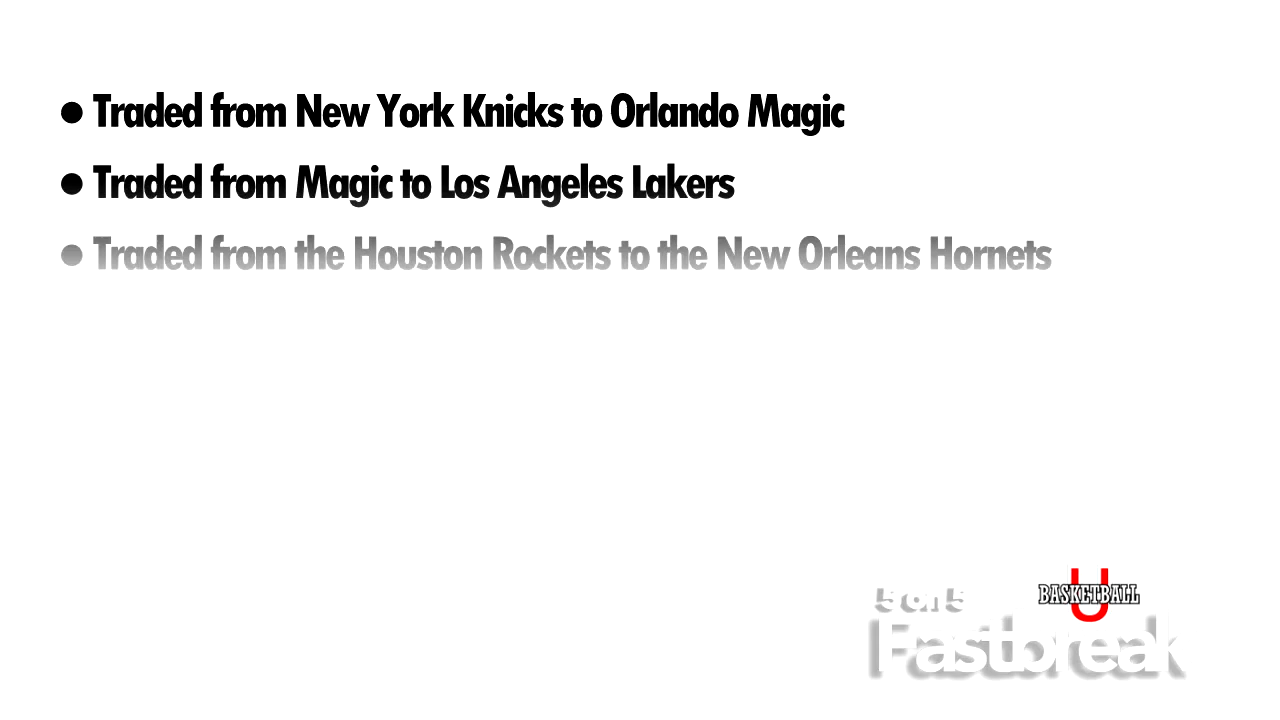 • Traded from New York Knicks to Orlando Magic
• Traded from Magic to Los Angeles Lakers
• Traded from the Houston Rockets to the New Orleans Hornets
5 on 5
U
BASKETBALL
Fastbreak